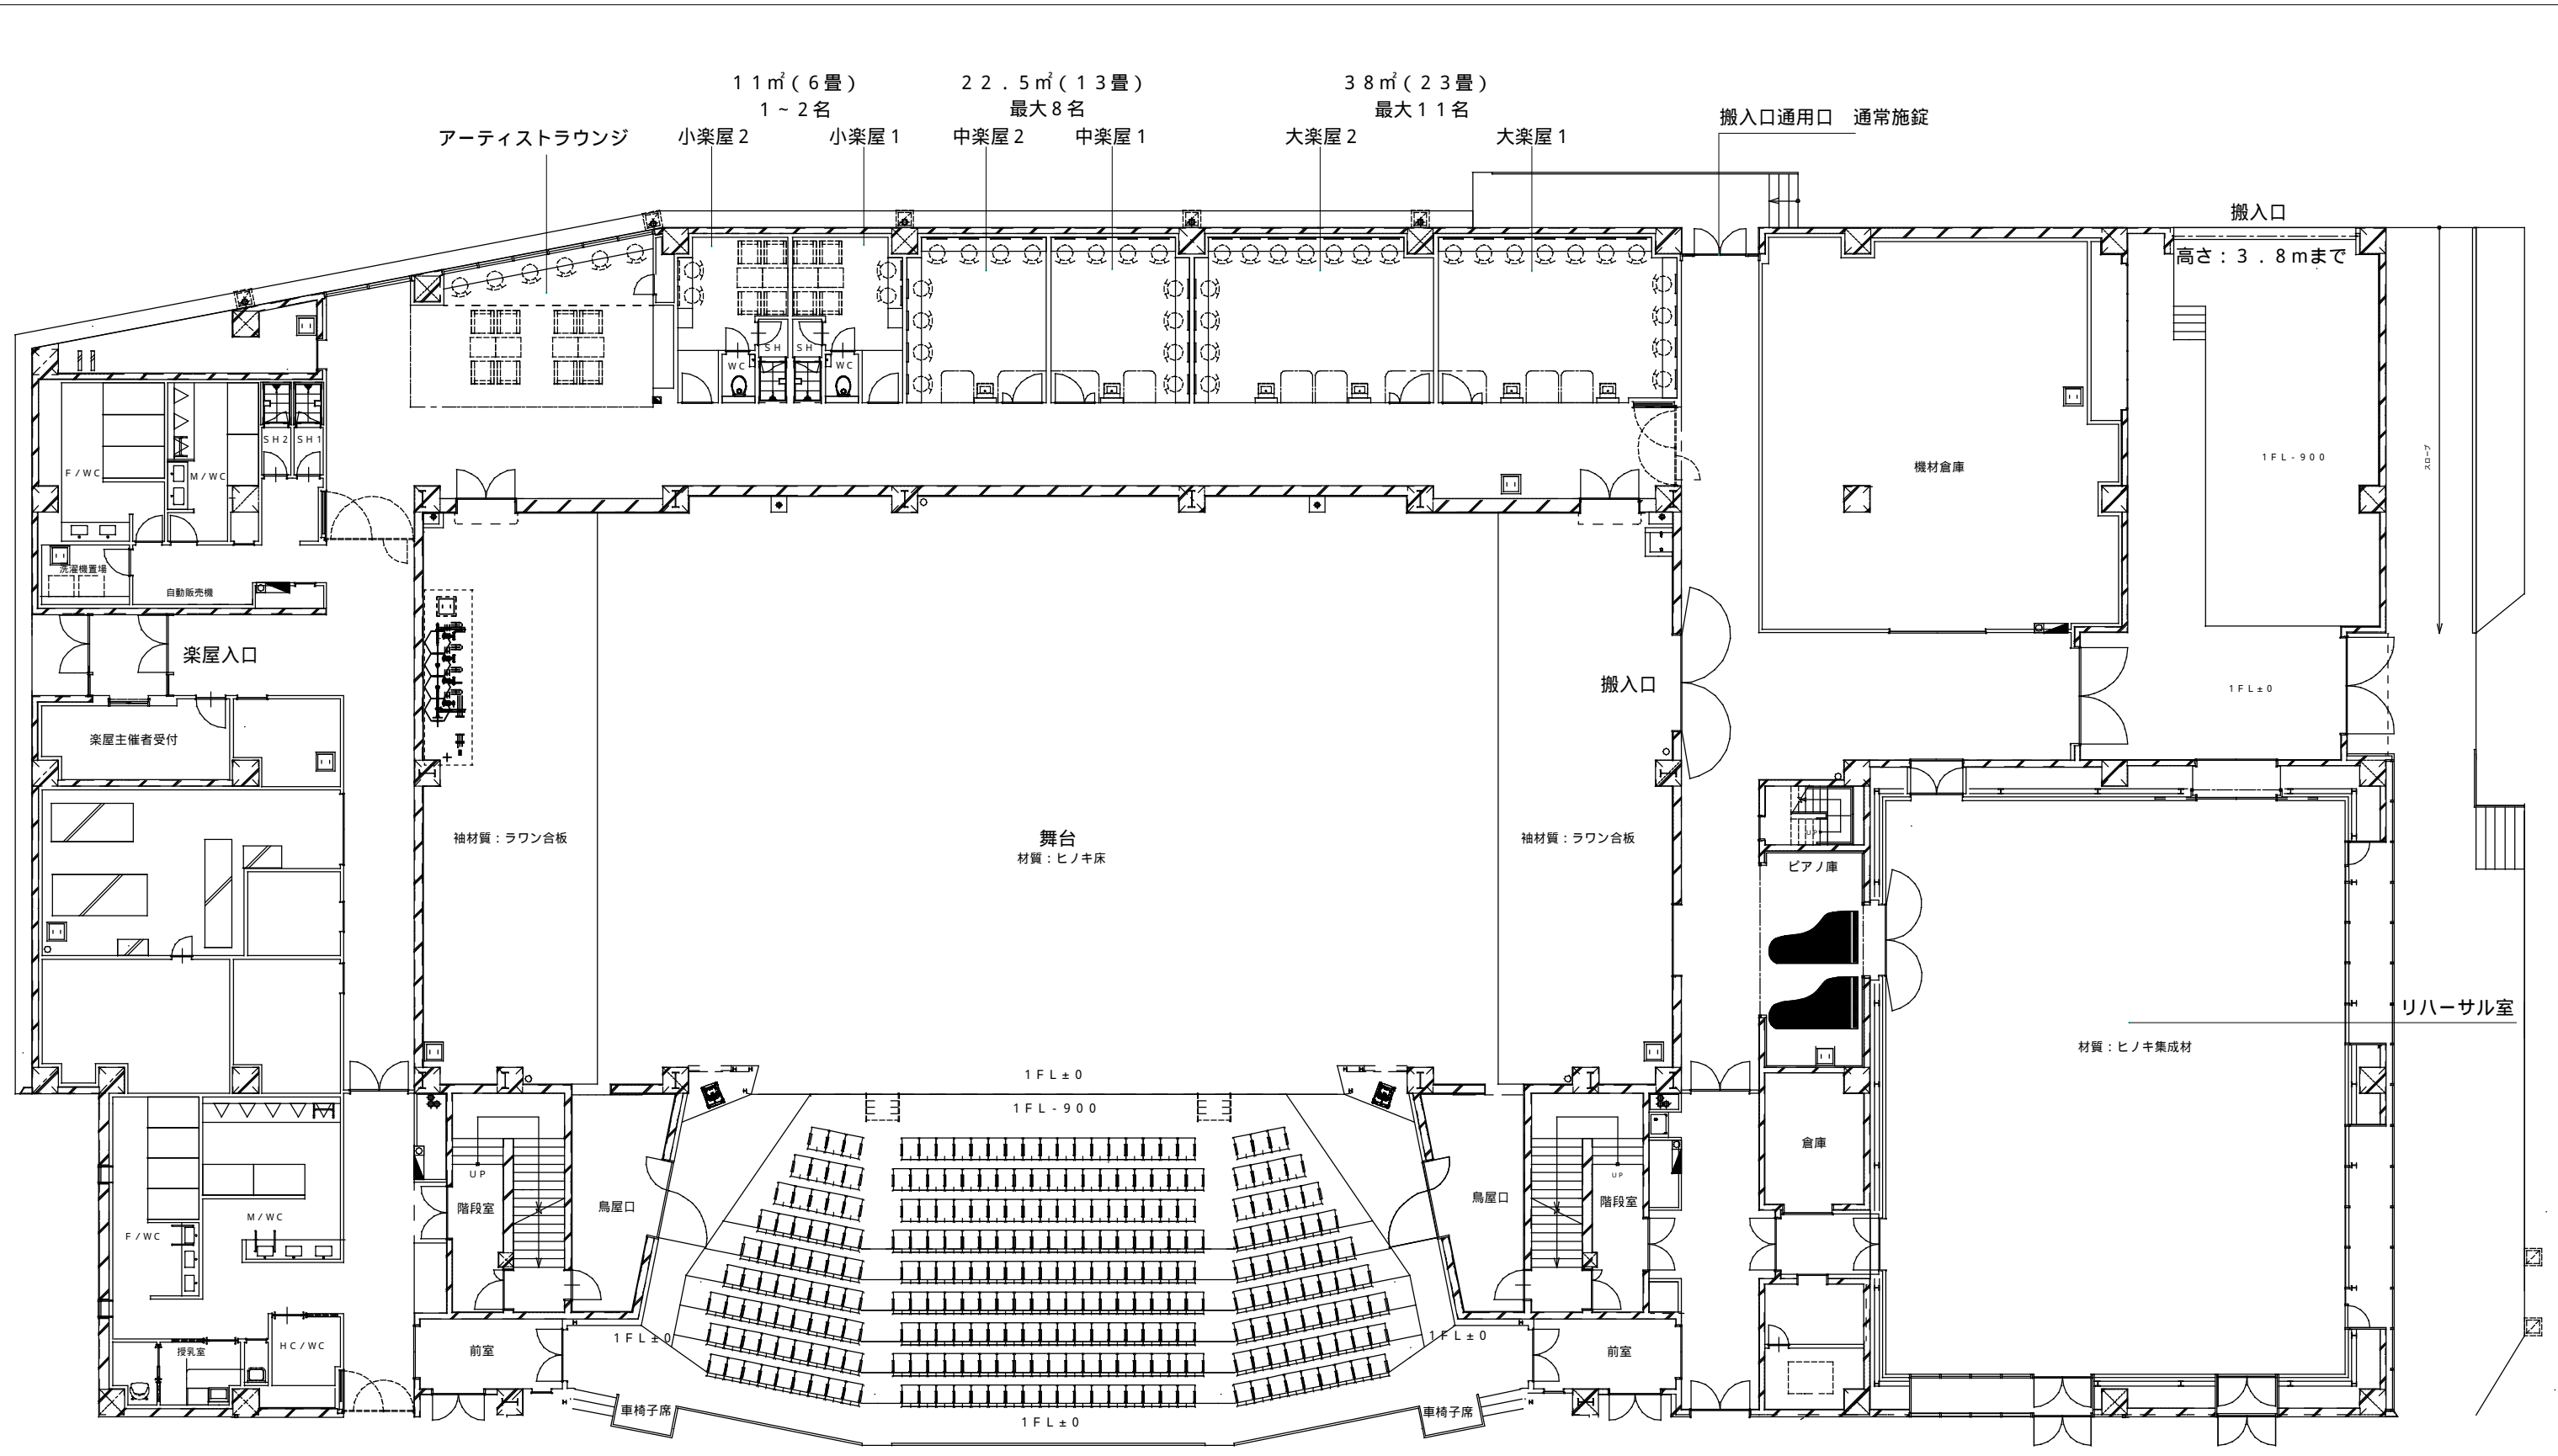 11㎡(6畳)
1~2名
22.5㎡(13畳)
最大8名
38㎡(23畳)
最大11名
アーティストラウンジ
小楽屋2
小楽屋1
中楽屋2
中楽屋1
大楽屋2
大楽屋1
搬入口通用口 通常施錠
搬入口
高さ:3.8mまで
WC
SH
SH
WC
SH2
SH1
F/WC
M/WC
機材倉庫
1FL-900
スロープ
洗濯機置場
自動販売機
楽屋入口
搬入口
1FL±0
楽屋主催者受付
袖材質:ラワン合板
舞台
材質:ヒノキ床
袖材質:ラワン合板
UP
ピアノ庫
リハーサル室
材質:ヒノキ集成材
1FL±0
1FL-900
倉庫
UP
階段室
鳥屋口
鳥屋口
UP
階段室
M/WC
F/WC
1FL±0
1FL±0
授乳室
HC/WC
前室
前室
車椅子席
車椅子席
1FL±0